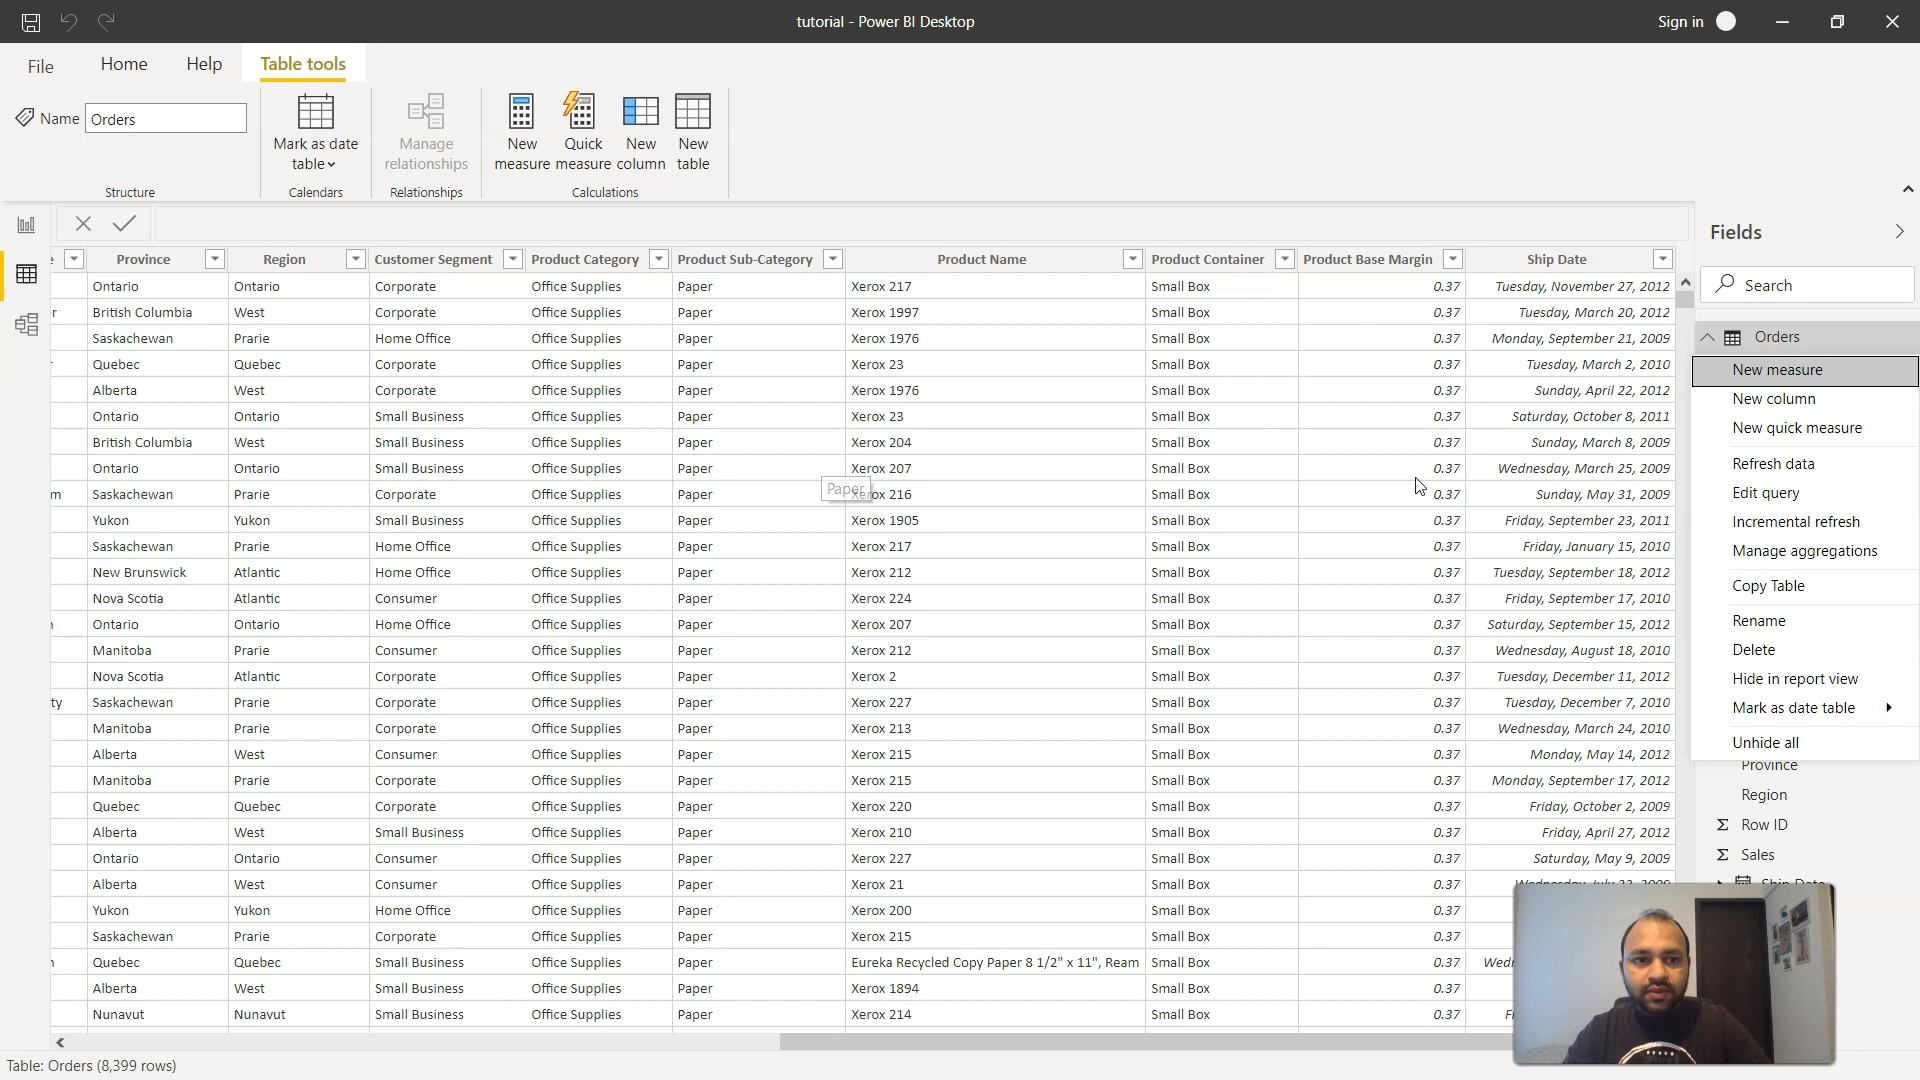 tutorial - Power BI Desktop
Sign in
File
Home
Help
Table tools
Name
Orders
Mark as date
table
New
measure
Quick
measure
New
column
New
table
Manage
relationships
Structure
Calendars
Relationships
Calculations
Fields
Search
Province Region Customer Segment Product Category Product Sub-Category Product Name Product Container Product Base Margin Ship Date
Ontario Ontario Corporate Office Supplies Paper Xerox 217 Small Box 0.37 Tuesday, November 27, 2012
r British Columbia West Corporate Office Supplies Paper Xerox 1997 Small Box 0.37 Tuesday, March 20, 2012
Saskachewan Prarie Home Office Office Supplies Paper Xerox 1976 Small Box 0.37 Monday, September 21, 2009
Quebec Quebec Corporate Office Supplies Paper Xerox 23 Small Box 0.37 Tuesday, March 2, 2010
Alberta West Corporate Office Supplies Paper Xerox 1976 Small Box 0.37 Sunday, April 22, 2012
Ontario Ontario Small Business Office Supplies Paper Xerox 23 Small Box 0.37 Saturday, October 8, 2011
British Columbia West Small Business Office Supplies Paper Xerox 204 Small Box 0.37 Sunday, March 8, 2009
Ontario Ontario Small Business Office Supplies Paper Xerox 207 Small Box 0.37 Wednesday, March 25, 2009
m Saskachewan Prarie Corporate Office Supplies Paper Paper erox 216 Small Box 0.37 Sunday, May 31, 2009
Yukon Yukon Small Business Office Supplies Paper Xerox 1905 Small Box 0.37 Friday, September 23, 2011
Saskachewan Prarie Home Office Office Supplies Paper Xerox 217 Small Box 0.37 Friday, January 15, 2010
New Brunswick Atlantic Home Office Office Supplies Paper Xerox 212 Small Box 0.37 Tuesday, September 18, 2012
Nova Scotia Atlantic Consumer Office Supplies Paper Xerox 224 Small Box 0.37 Friday, September 17, 2010
Ontario Ontario Home Office Office Supplies Paper Xerox 207 Small Box 0.37 Saturday, September 15, 2012
Manitoba Prarie Consumer Office Supplies Paper Xerox 212 Small Box 0.37 Wednesday, August 18, 2010
Nova Scotia Atlantic Corporate Office Supplies Paper Xerox 2 Small Box 0.37 Tuesday, December 11, 2012
ty Saskachewan Prarie Corporate Office Supplies Paper Xerox 227 Small Box 0.37 Tuesday, December 7, 2010
Manitoba Prarie Corporate Office Supplies Paper Xerox 213 Small Box 0.37 Wednesday, March 24, 2010
Alberta West Consumer Office Supplies Paper Xerox 215 Small Box 0.37 Monday, May 14, 2012
Manitoba Prarie Corporate Office Supplies Paper Xerox 215 Small Box 0.37 Monday, September 17, 2012
Quebec Quebec Corporate Office Supplies Paper Xerox 220 Small Box 0.37 Friday, October 2, 2009
Alberta West Small Business Office Supplies Paper Xerox 210 Small Box 0.37 Friday, April 27, 2012
Ontario Ontario Consumer Office Supplies Paper Xerox 227 Small Box 0.37 Saturday, May 9, 2009
Alberta West Consumer Office Supplies Paper Xerox 21 Small Box 0.37
Yukon Yukon Home Office Office Supplies Paper Xerox 200 Small Box 0.37
Saskachewan Prarie Corporate Office Supplies Paper Xerox 215 Small Box 0.37
Quebec Quebec Small Business Office Supplies Paper Eureka Recycled Copy Paper 8 1/2" x 11", Ream Small Box 0.37
Alberta West Small Business Office Supplies Paper Xerox 1894 Small Box 0.37
Nunavut Nunavut Small Business Office Supplies Paper Xerox 214 Small Box 0.37
Orders
New measure
New column
New quick measure
Refresh data
Edit query
Incremental refresh
Manage aggregations
Copy Table
Rename
Delete
Hide in report view
Mark as date table
Unhide all
Province
Region
Row ID
Sales
Table: Orders (8,399 rows)